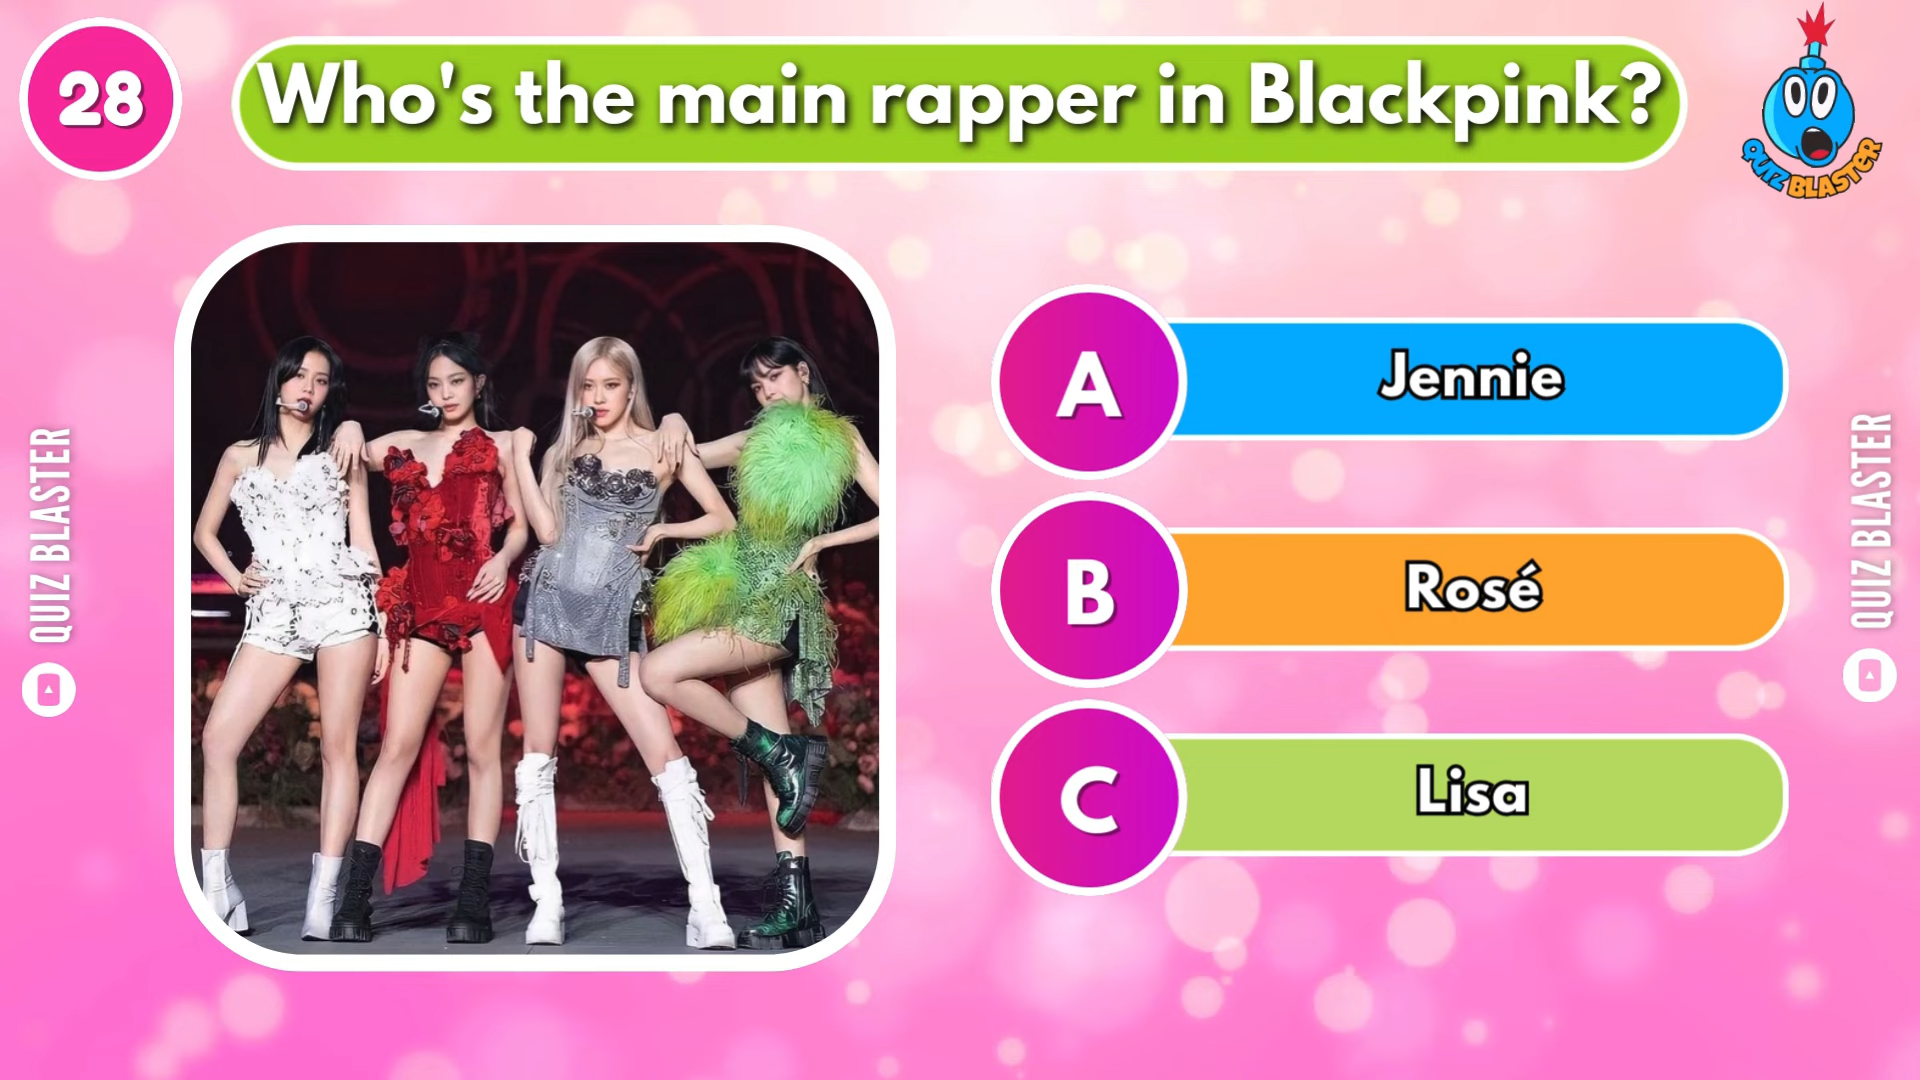 28
Who's the main rapper in Blackpink?
QUIZ BLASTER
A
Jennie
B
Rosé
C
Lisa
QUIZ BLASTER
QUIZ BLASTER